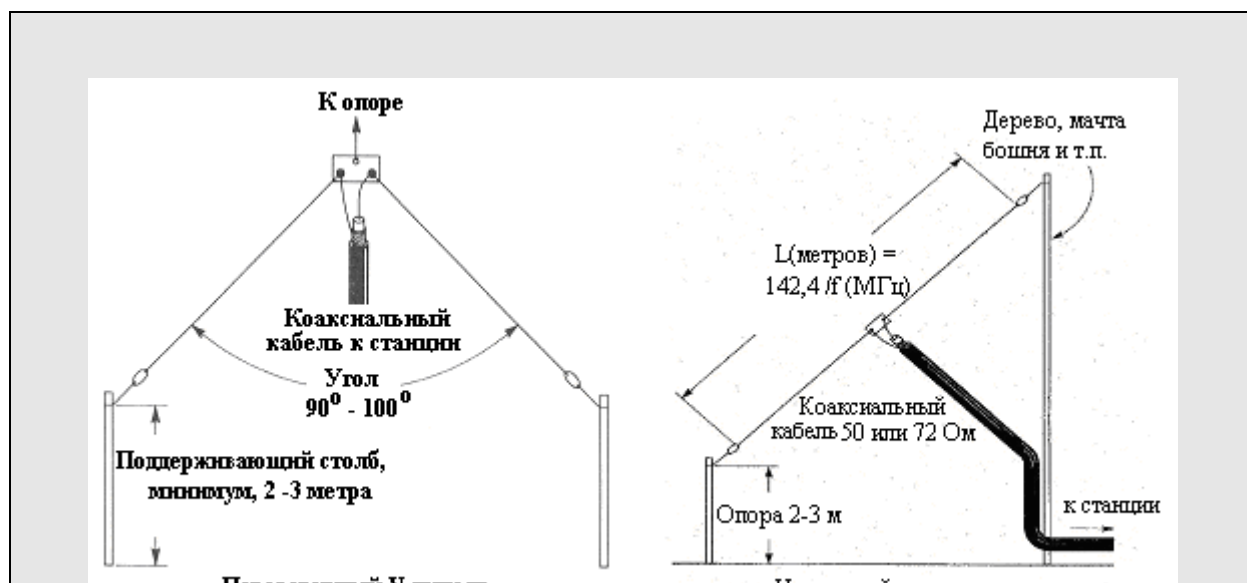 К опоре
Коаксиальный
кабель к станции
Угол
90° - 100°
Поддерживающий столб,
минимум, 2 -3 метра
Дерево, мачта
бошня и т.п.
L(метров) =
142,4 /f (МГц)
Коаксиальный
кабель 50 или 72 Ом
Опора 2-3 м
к станции